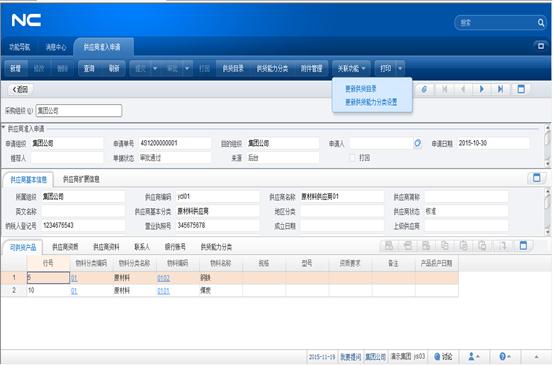 NC
搜索
功能导航 消息中心 供应商准入申请
新增 修改 删除 查询 刷新 提交 审批 打回 供货目录 供货能力分类 附件管理 关联功能 打印
返回
更新供货目录
更新供货能力分类设置
采购组织 集团公司
供应商准入申请
申请组织 集团公司 申请单号 4S1200000001 目的组织 集团公司 申请人 申请日期 2015-10-30
推荐人 单据状态 审批通过 来源 后台 打回
供应商基本信息 供应商扩展信息
所属组织 集团公司 供应商编码 ycl01 供应商名称 原材料供应商01 供应商简称
英文名称 供应商基本分类 原材料供应商 地区分类 供应商状态 核准
纳税人登记号 1234676543 营业执照号 345675678 成立日期 上级供应商
可供货产品 供应商资质 供应商资料 联系人 银行账号 供货能力分类
行号 物料分类编码 物料分类名称 物料编码 物料名称 规格 型号 资质要求 备注 产品投产日期
1 5 01 原材料 0102 钢铁
2 10 01 原材料 0101 煤炭
2015-11-19 我要提问 集团公司 演示集团 ys03 讨论